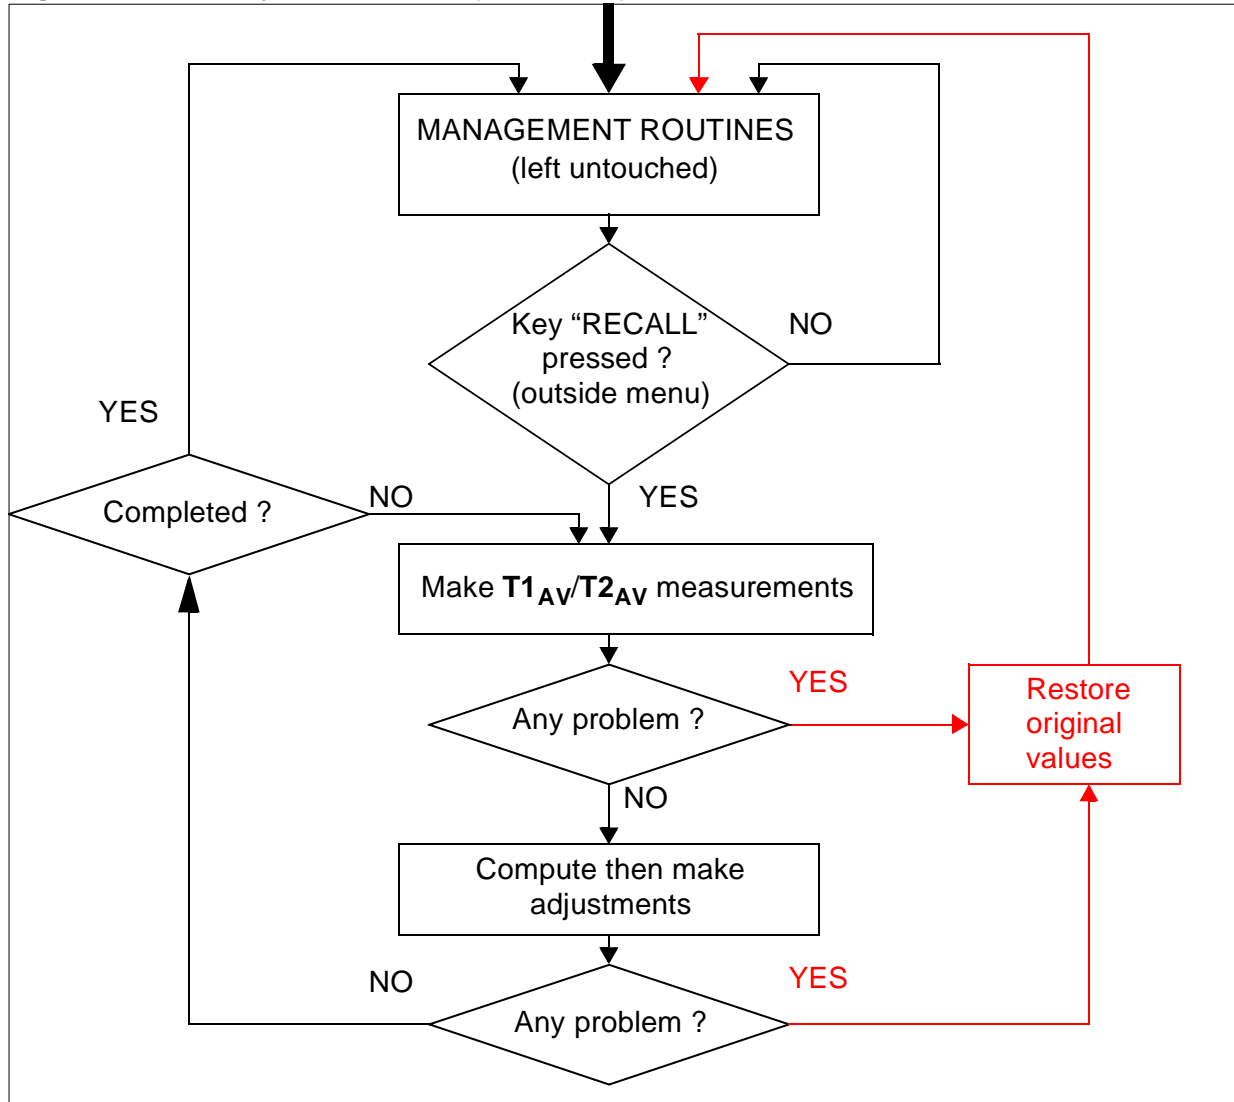 MANAGEMENT ROUTINES
(left untouched)
Key “RECALL”
pressed ?
(outside menu)
NO
YES
Completed ?
NO
YES
Make T1AV/T2AV measurements
Any problem ?
YES
Restore
original
values
NO
Compute then make
adjustments
NO
Any problem ?
YES